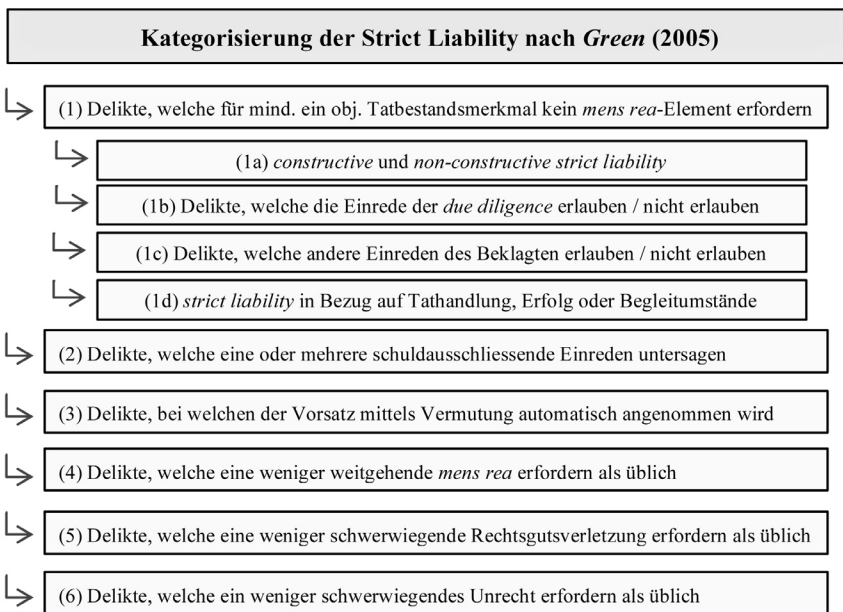 Kategorisierung der Strict Liability nach Green (2005)
(1) Delikte, welche für mind. ein obj. Tatbestandsmerkmal kein mens rea-Element erfordern
(1a) constructive und non-constructive strict liability
(1b) Delikte, welche die Einrede der due diligence erlauben / nicht erlauben
(1c) Delikte, welche andere Einreden des Beklagten erlauben / nicht erlauben
(1d) strict liability in Bezug auf Tathandlung, Erfolg oder Begleitumstände
(2) Delikte, welche eine oder mehrere schuldausschliessende Einreden untersagen
(3) Delikte, bei welchen der Vorsatz mittels Vermutung automatisch angenommen wird
(4) Delikte, welche eine weniger weitgehende mens rea erfordern als üblich
(5) Delikte, welche eine weniger schwerwiegende Rechtsgutsverletzung erfordern als üblich
(6) Delikte, welche ein weniger schwerwiegendes Unrecht erfordern als üblich